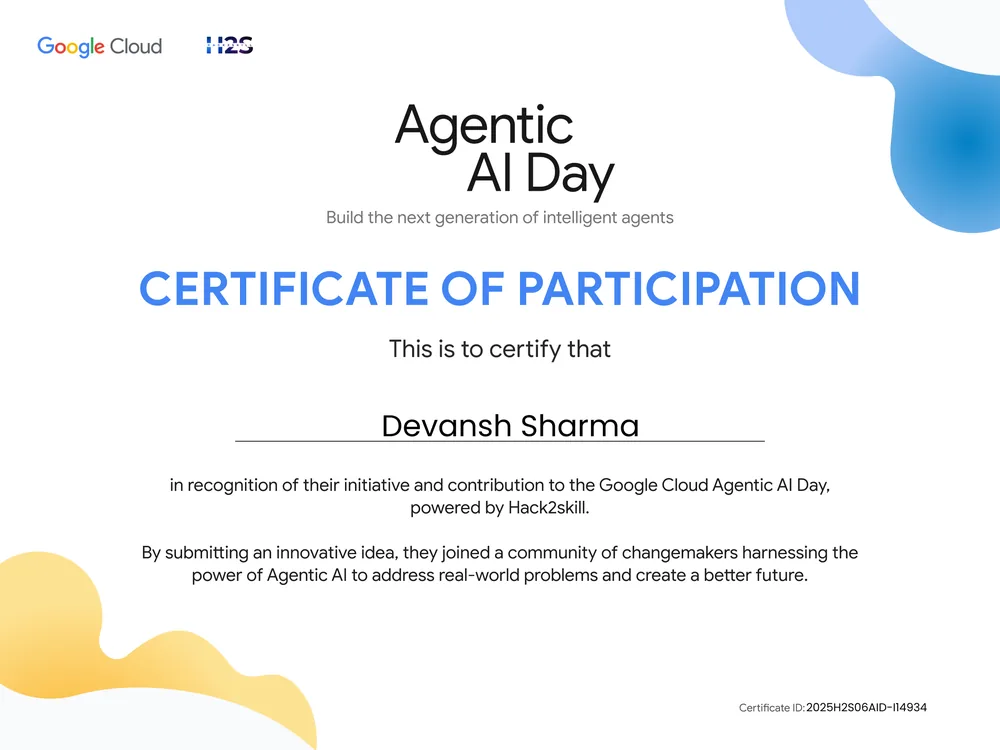 Google Cloud
H2S
Agentic
AI Day
Build the next generation of intelligent agents
CERTIFICATE OF PARTICIPATION
This is to certify that
Devansh Sharma
in recognition of their initiative and contribution to the Google Cloud Agentic AI Day,
powered by Hack2skill.
By submitting an innovative idea, they joined a community of changemakers harnessing the
power of Agentic AI to address real-world problems and create a better future.
Certificate ID: 2025H2S06AID-I14934